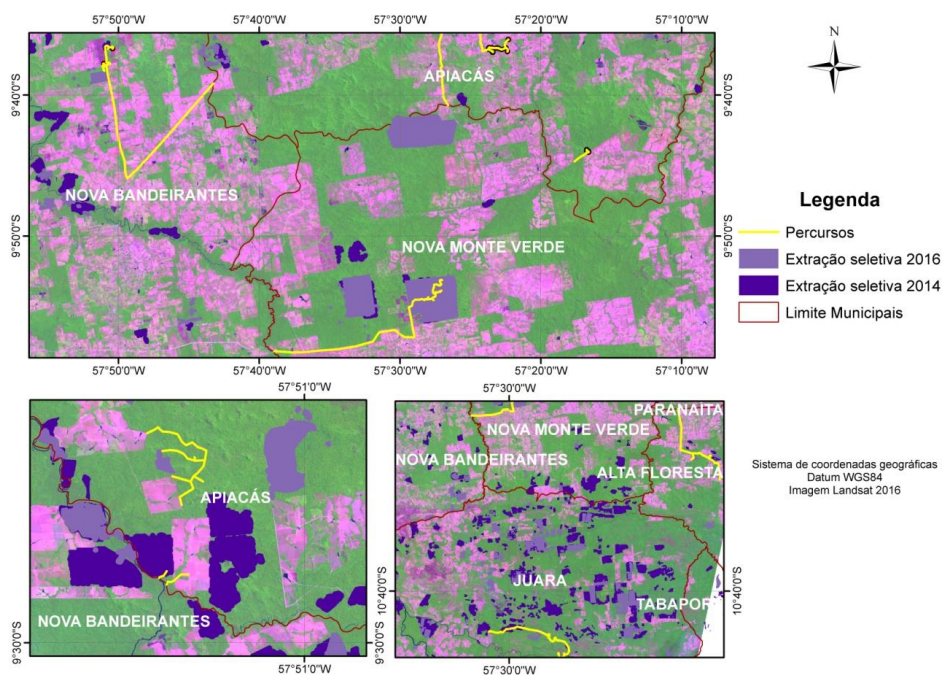 57°50'0"W 57°40'0"W 57°30'0"W 57°20'0"W 57°10'0"W
N
APIACÁS
9°40'0"S
9°40'0"S
NOVA BANDEIRANTES
9°50'0"S
9°50'0"S
NOVA MONTE VERDE
57°50'0"W 57°40'0"W 57°30'0"W 57°20'0"W 57°10'0"W
Legenda
Percursos
Extração seletiva 2016
Extração seletiva 2014
Limite Municipais
57°51'0"W
APIACÁS
NOVA BANDEIRANTES
9°30'0"S
9°30'0"S
57°51'0"W
57°30'0"W
PARANAÍTA
NOVA MONTE VERDE
NOVA BANDEIRANTES
ALTA FLORESTA
JUARA
10°40'0"S
10°40'0"S
TABAPOR
57°30'0"W
Sistema de coordenadas geográficas
Datum WGS84
Imagem Landsat 2016